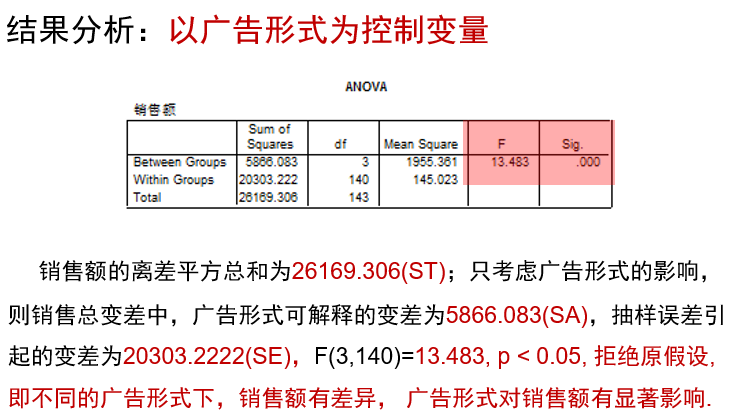 结果分析：以广告形式为控制变量
ANOVA
销售额
Sum of Squares df Mean Square F Sig.
Between Groups 5866.083 3 1955.361 13.483 .000
Within Groups 20303.222 140 145.023
Total 26169.306 143
销售额的离差平方总和为26169.306(ST)；只考虑广告形式的影响，
则销售总变差中，广告形式可解释的变差为5866.083(SA)，抽样误差引
起的变差为20303.2222(SE)，F(3,140)=13.483, p < 0.05, 拒绝原假设,
即不同的广告形式下，销售额有差异， 广告形式对销售额有显著影响.